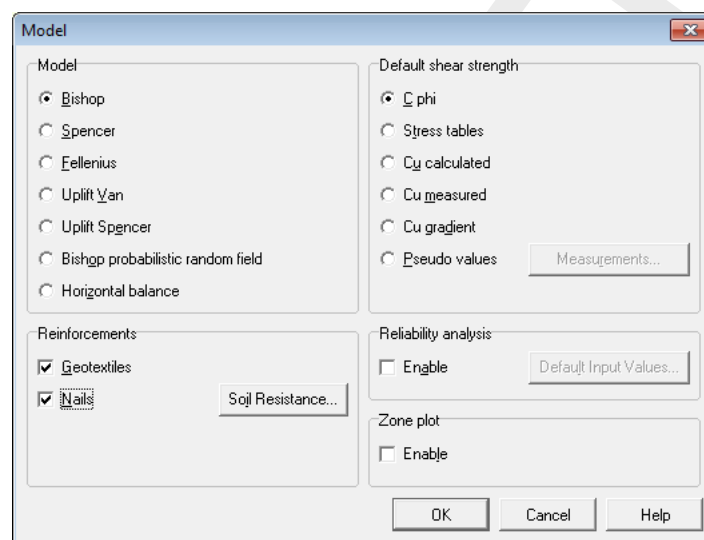 Model
Model
Bishop
Spencer
Fellenius
Uplift Van
Uplift Spencer
Bishop probabilistic random field
Horizontal balance
Default shear strength
C phi
Stress tables
Cu calculated
Cu measured
Cu gradient
Pseudo values
Measurements...
Reinforcements
Geotextiles
Nails
Soil Resistance...
Reliability analysis
Enable
Default Input Values...
Zone plot
Enable
OK
Cancel
Help